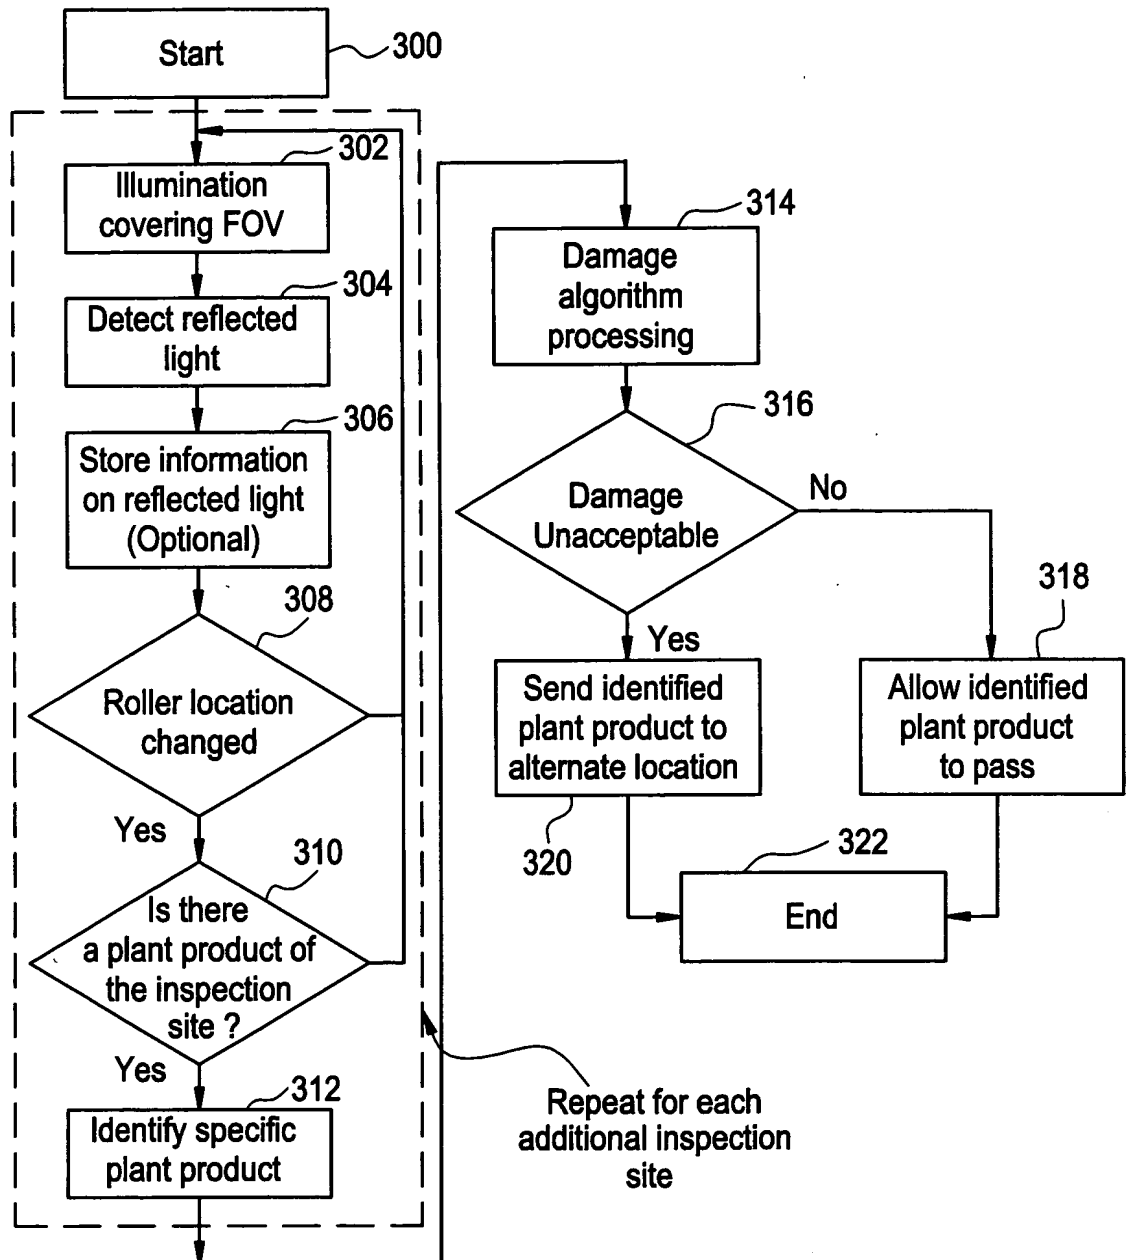 Start
300
302
Illumination
covering FOV
304
Detect reflected
light
306
Store information
on reflected light
(Optional)
308
Roller location
changed
Yes
310
Is there
a plant product of
the inspection
site ?
Yes
312
Identify specific
plant product
314
Damage
algorithm
processing
316
Damage
Unacceptable
No
Yes
318
Send identified
plant product to
alternate location
Allow identified
plant product
to pass
320
322
End
Repeat for each
additional inspection
site